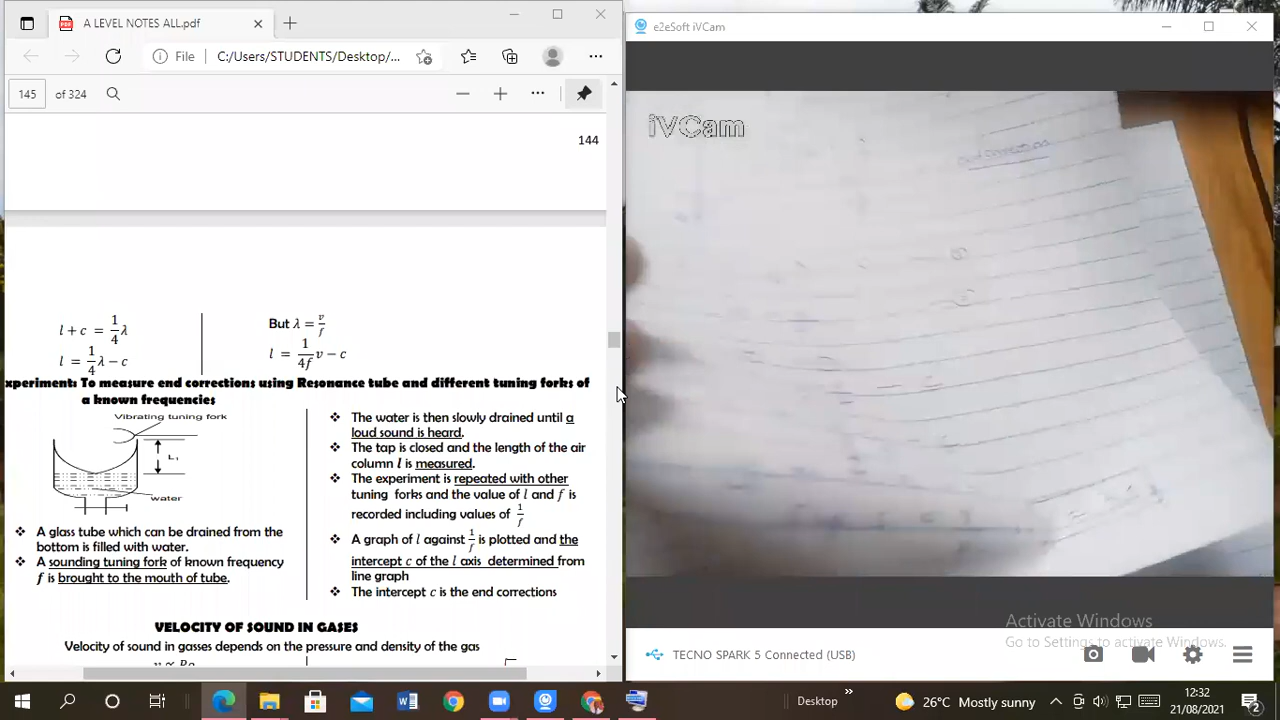 A LEVEL NOTES ALL.pdf
File
C:/Users/STUDENTS/Desktop/...
145 of 324
144
l + c = 1/4 λ
l = 1/4 λ − c
But λ = v/f
l = 1/4f v − c
xperiment: To measure end corrections using Resonance tube and different tuning forks of
a known frequencies
Vibrating tuning fork
L₁
water
❖ A glass tube which can be drained from the
bottom is filled with water.
❖ A sounding tuning fork of known frequency
f is brought to the mouth of tube.
❖ The water is then slowly drained until a
loud sound is heard.
❖ The tap is closed and the length of the air
column l is measured.
❖ The experiment is repeated with other
tuning forks and the value of l and f is
recorded including values of 1/f
❖ A graph of l against 1/f is plotted and the
intercept c of the l axis determined from
line graph
❖ The intercept c is the end corrections
VELOCITY OF SOUND IN GASES
Velocity of sound in gasses depends on the pressure and density of the gas
e2eSoft iVCam
iVCam
Activate Windows
Go to Settings to activate Windows.
TECNO SPARK 5 Connected (USB)
Desktop
26°C Mostly sunny
12:32
21/08/2021
2